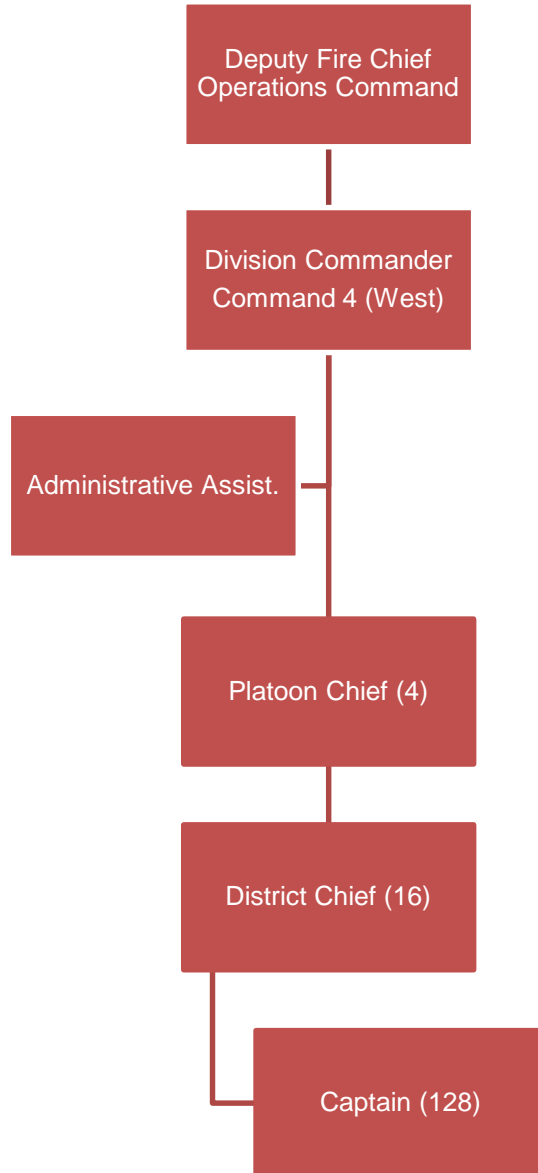 Deputy Fire Chief
Operations Command
Division Commander
Command 4 (West)
Administrative Assist.
Platoon Chief (4)
District Chief (16)
Captain (128)